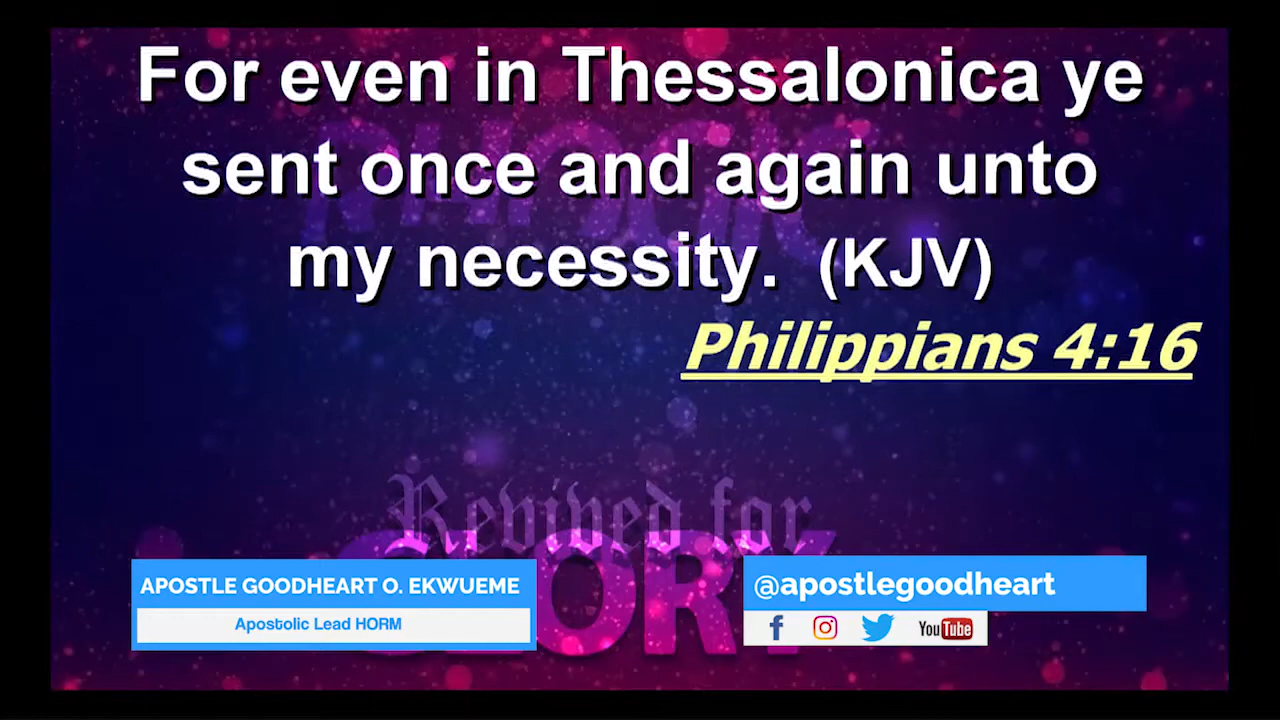 For even in Thessalonica ye
sent once and again unto
my necessity. (KJV)
Philippians 4:16
Revived for
GLORY
APOSTLE GOODHEART O. EKWUEME
Apostolic Lead HORM
@apostlegoodheart
YouTube